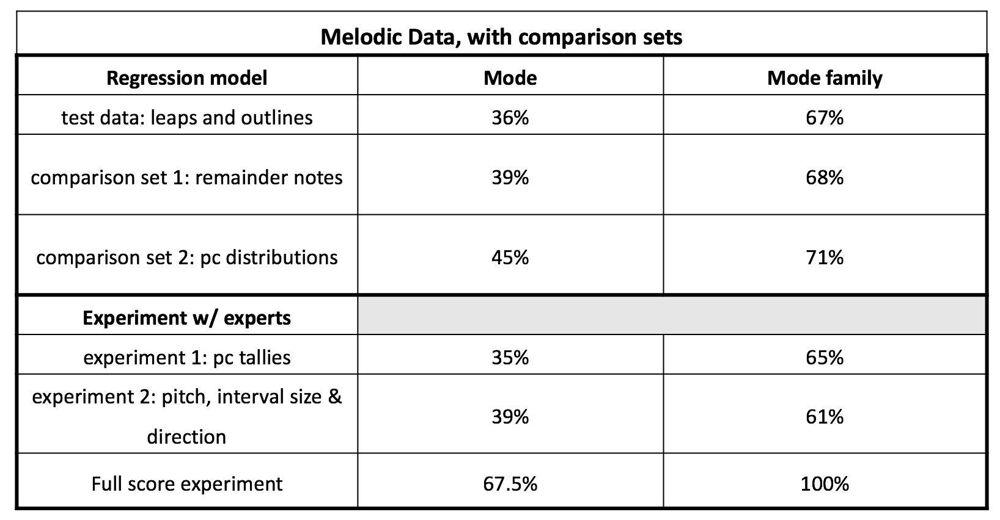 Melodic Data, with comparison sets
Regression model Mode Mode family
test data: leaps and outlines 36% 67%
comparison set 1: remainder notes 39% 68%
comparison set 2: pc distributions 45% 71%
Experiment w/ experts
experiment 1: pc tallies 35% 65%
experiment 2: pitch, interval size &
direction 39% 61%
Full score experiment 67.5% 100%